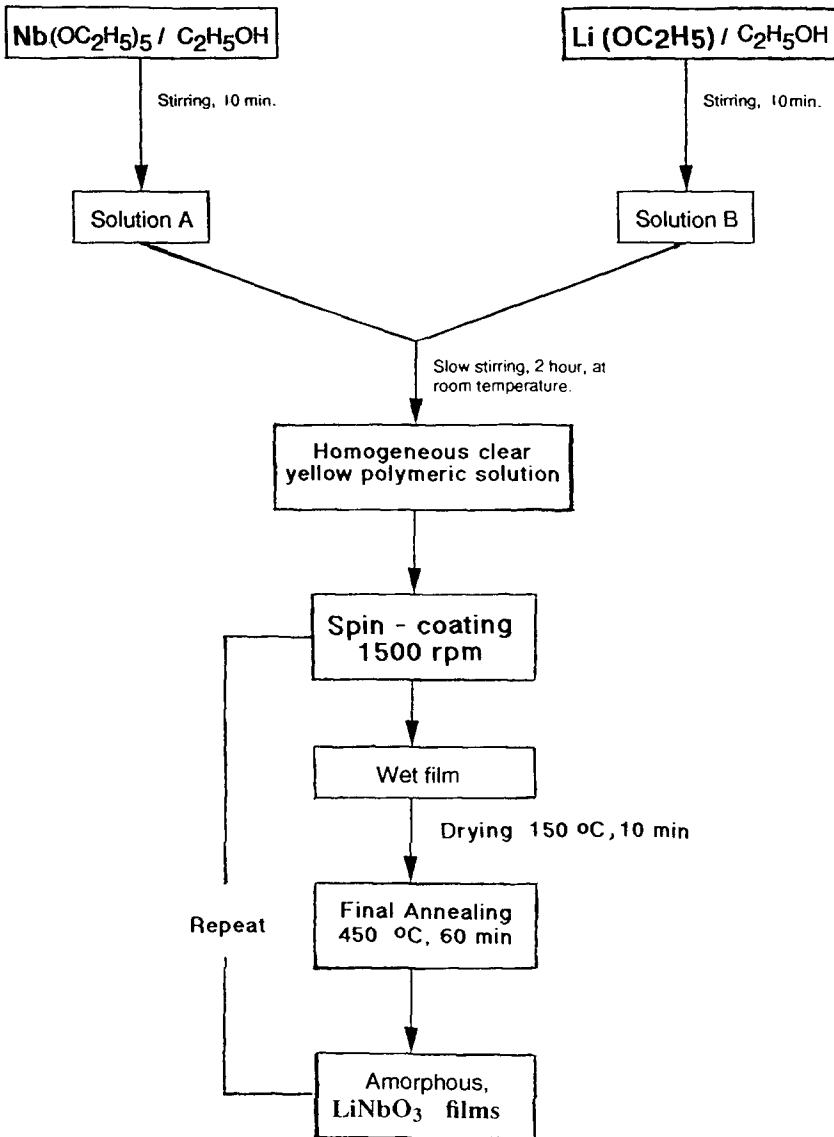 Nb(OC2H5)5 / C2H5OH
Li (OC2H5) / C2H5OH
Stirring, 10 min.
Stirring, 10min.
Solution A
Solution B
Slow stirring, 2 hour, at
room temperature.
Homogeneous clear
yellow polymeric solution
Spin - coating
1500 rpm
Wet film
Drying 150 ºC, 10 min
Final Annealing
450 ºC, 60 min
Repeat
Amorphous,
LiNbO3 films